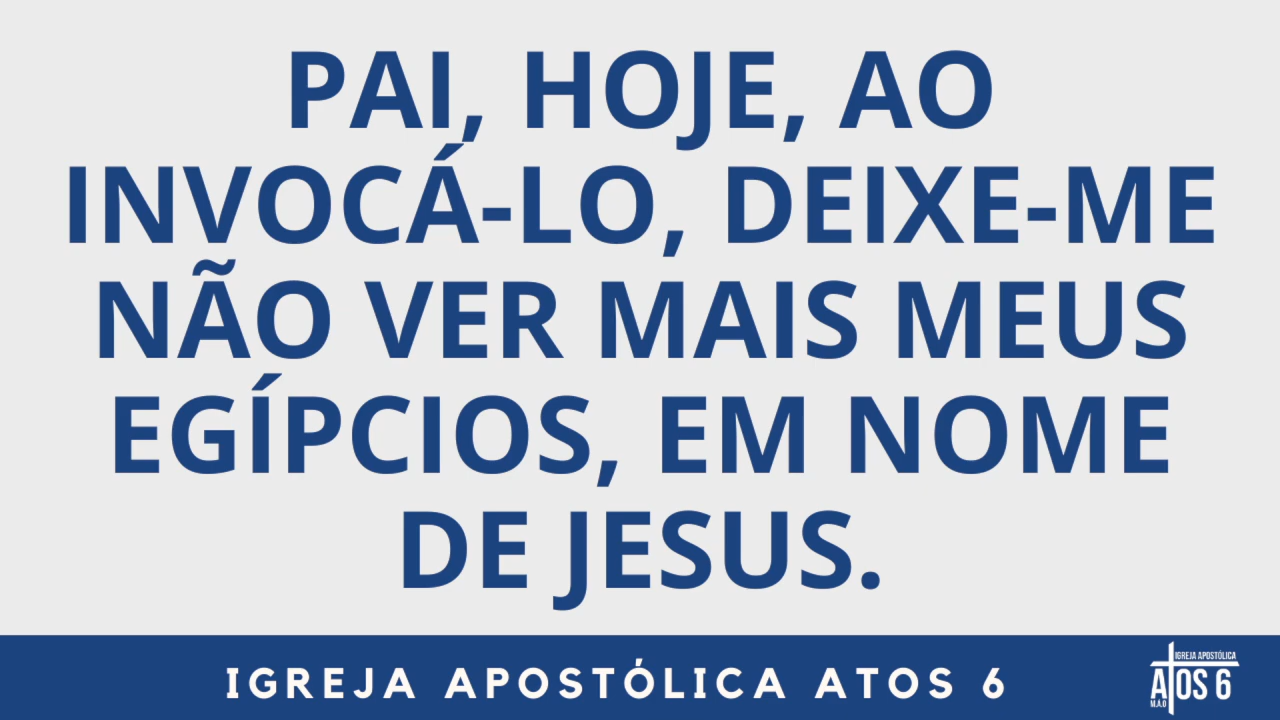 PAI, HOJE, AO
INVOCÁ-LO, DEIXE-ME
NÃO VER MAIS MEUS
EGÍPCIOS, EM NOME
DE JESUS.
IGREJA APOSTÓLICA ATOS 6
IGREJA APOSTÓLICA
ATOS 6
M.A.D